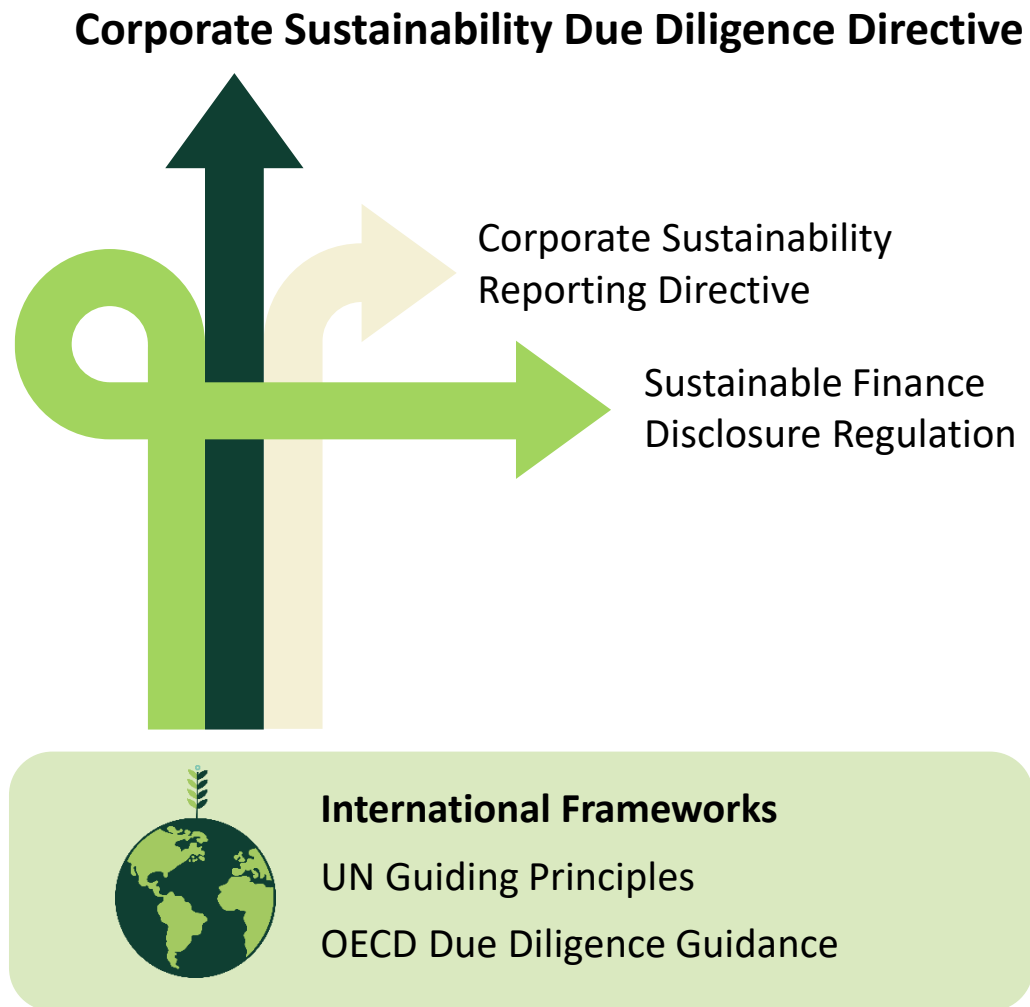 Corporate Sustainability Due Diligence Directive
Corporate Sustainability
Reporting Directive
Sustainable Finance
Disclosure Regulation
International Frameworks
UN Guiding Principles
OECD Due Diligence Guidance